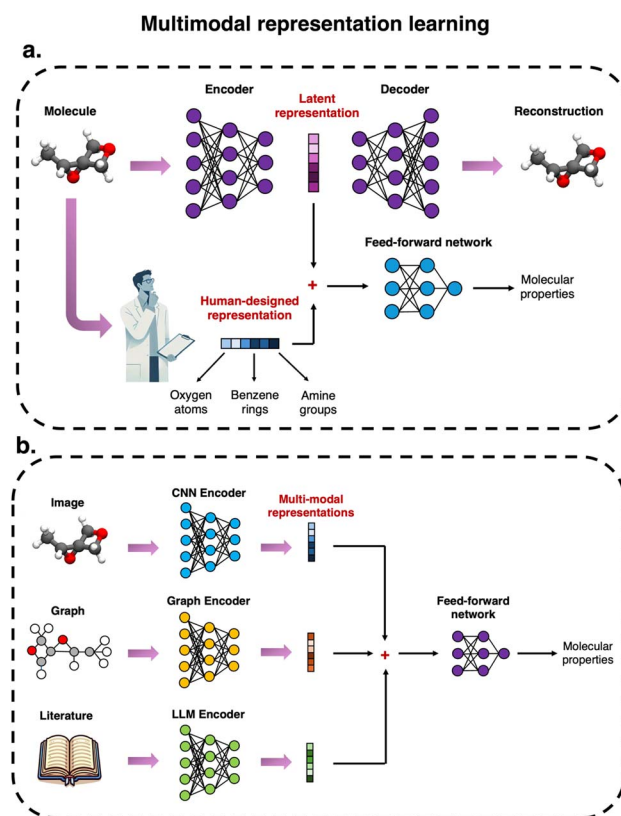 Multimodal representation learning
a.
Molecule
Encoder
Latent
representation
Decoder
Reconstruction
Feed-forward network
+
Molecular
properties
Human-designed
representation
Oxygen
atoms
Benzene
rings
Amine
groups
b.
Image
CNN Encoder
Multi-modal
representations
Graph
Graph Encoder
Feed-forward
network
+
Molecular
properties
Literature
LLM Encoder